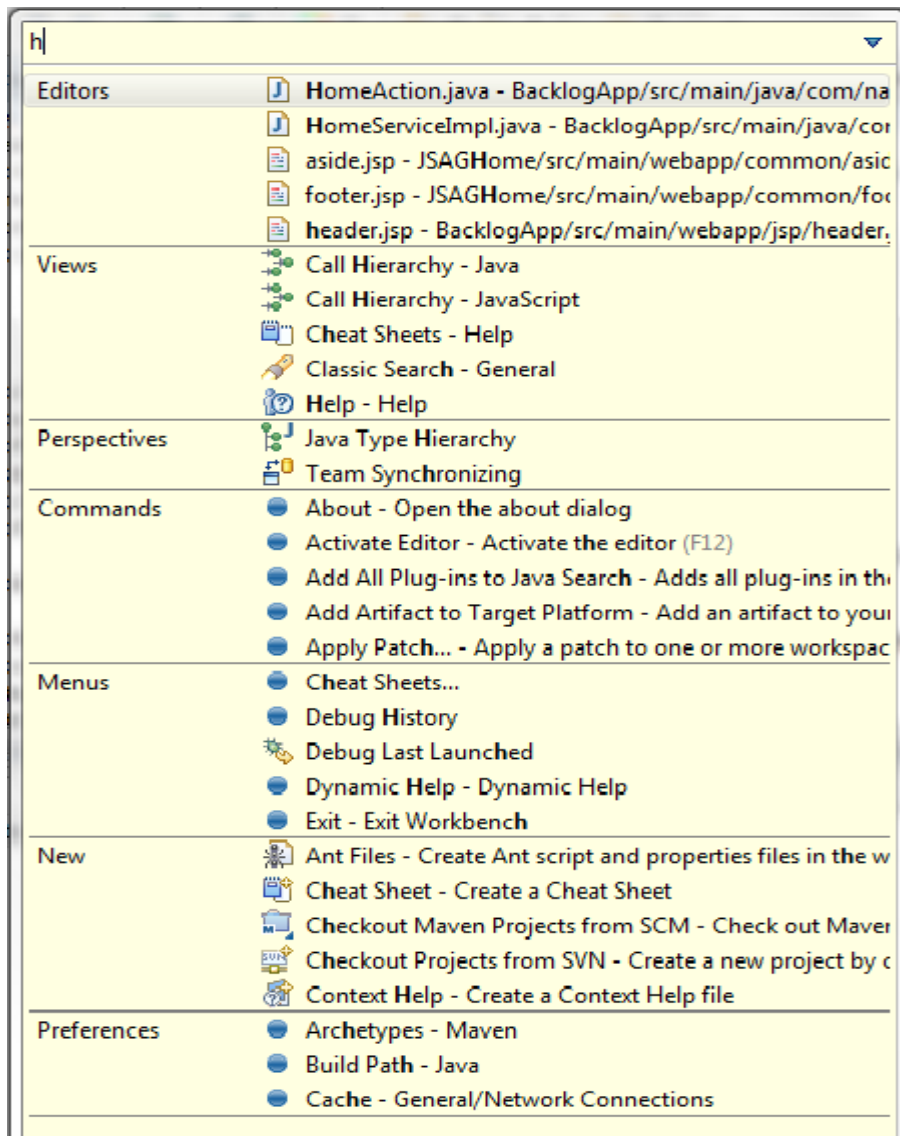 h
Editors HomeAction.java - BacklogApp/src/main/java/com/na
HomeServiceImpl.java - BacklogApp/src/main/java/cor
aside.jsp - JSAGHome/src/main/webapp/common/asid
footer.jsp - JSAGHome/src/main/webapp/common/foo
header.jsp - BacklogApp/src/main/webapp/jsp/header.
Views Call Hierarchy - Java
Call Hierarchy - JavaScript
Cheat Sheets - Help
Classic Search - General
Help - Help
Perspectives Java Type Hierarchy
Team Synchronizing
Commands About - Open the about dialog
Activate Editor - Activate the editor (F12)
Add All Plug-ins to Java Search - Adds all plug-ins in the
Add Artifact to Target Platform - Add an artifact to your
Apply Patch... - Apply a patch to one or more workspac
Menus Cheat Sheets...
Debug History
Debug Last Launched
Dynamic Help - Dynamic Help
Exit - Exit Workbench
New Ant Files - Create Ant script and properties files in the w
Cheat Sheet - Create a Cheat Sheet
Checkout Maven Projects from SCM - Check out Maven
Checkout Projects from SVN - Create a new project by c
Context Help - Create a Context Help file
Preferences Archetypes - Maven
Build Path - Java
Cache - General/Network Connections